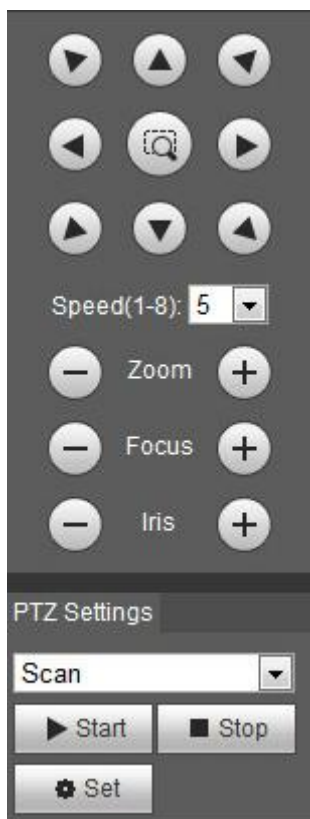 Speed(1-8): 5
Zoom
Focus
Iris
PTZ Settings
Scan
Start Stop
Set